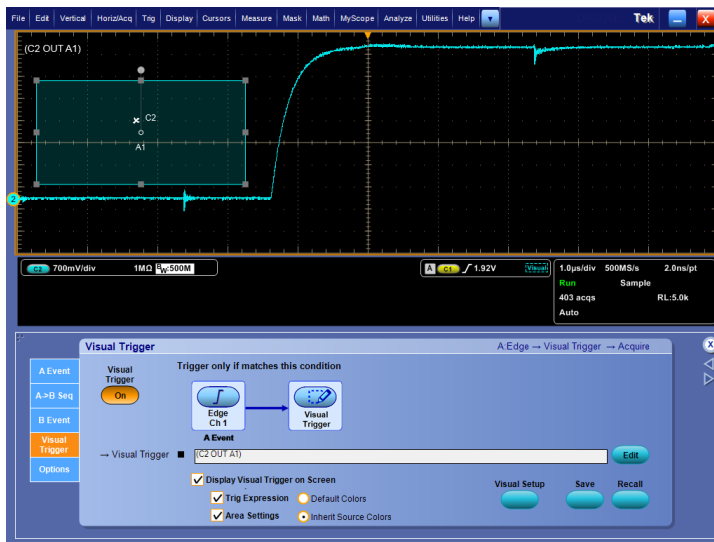 File Edit Vertical Horiz/Acq Trig Display Cursors Measure Mask Math MyScope Analyze Utilities Help Tek X
(C2 OUT A1)
C2
A1
2
C2 700mV/div 1MΩ BW:500M
A C1 1.92V Visual
1.0µs/div 500MS/s 2.0ns/pt
Run Sample
403 acqs RL:5.0k
Auto
Visual Trigger A:Edge → Visual Trigger → Acquire X
A Event
A->B Seq
B Event
Visual
Trigger
Options
Visual
Trigger
On
Trigger only if matches this condition
Edge
Ch 1
Visual
Trigger
A Event
→ Visual Trigger (C2 OUT A1) Edit
Display Visual Trigger on Screen
Trig Expression Default Colors
Area Settings Inherit Source Colors
Visual Setup Save Recall